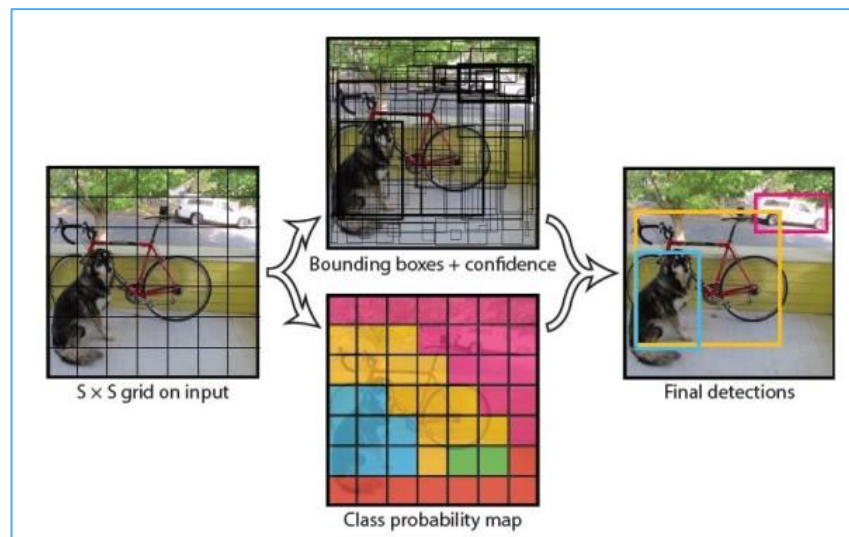 Bounding boxes + confidence
S × S grid on input
Final detections
Class probability map